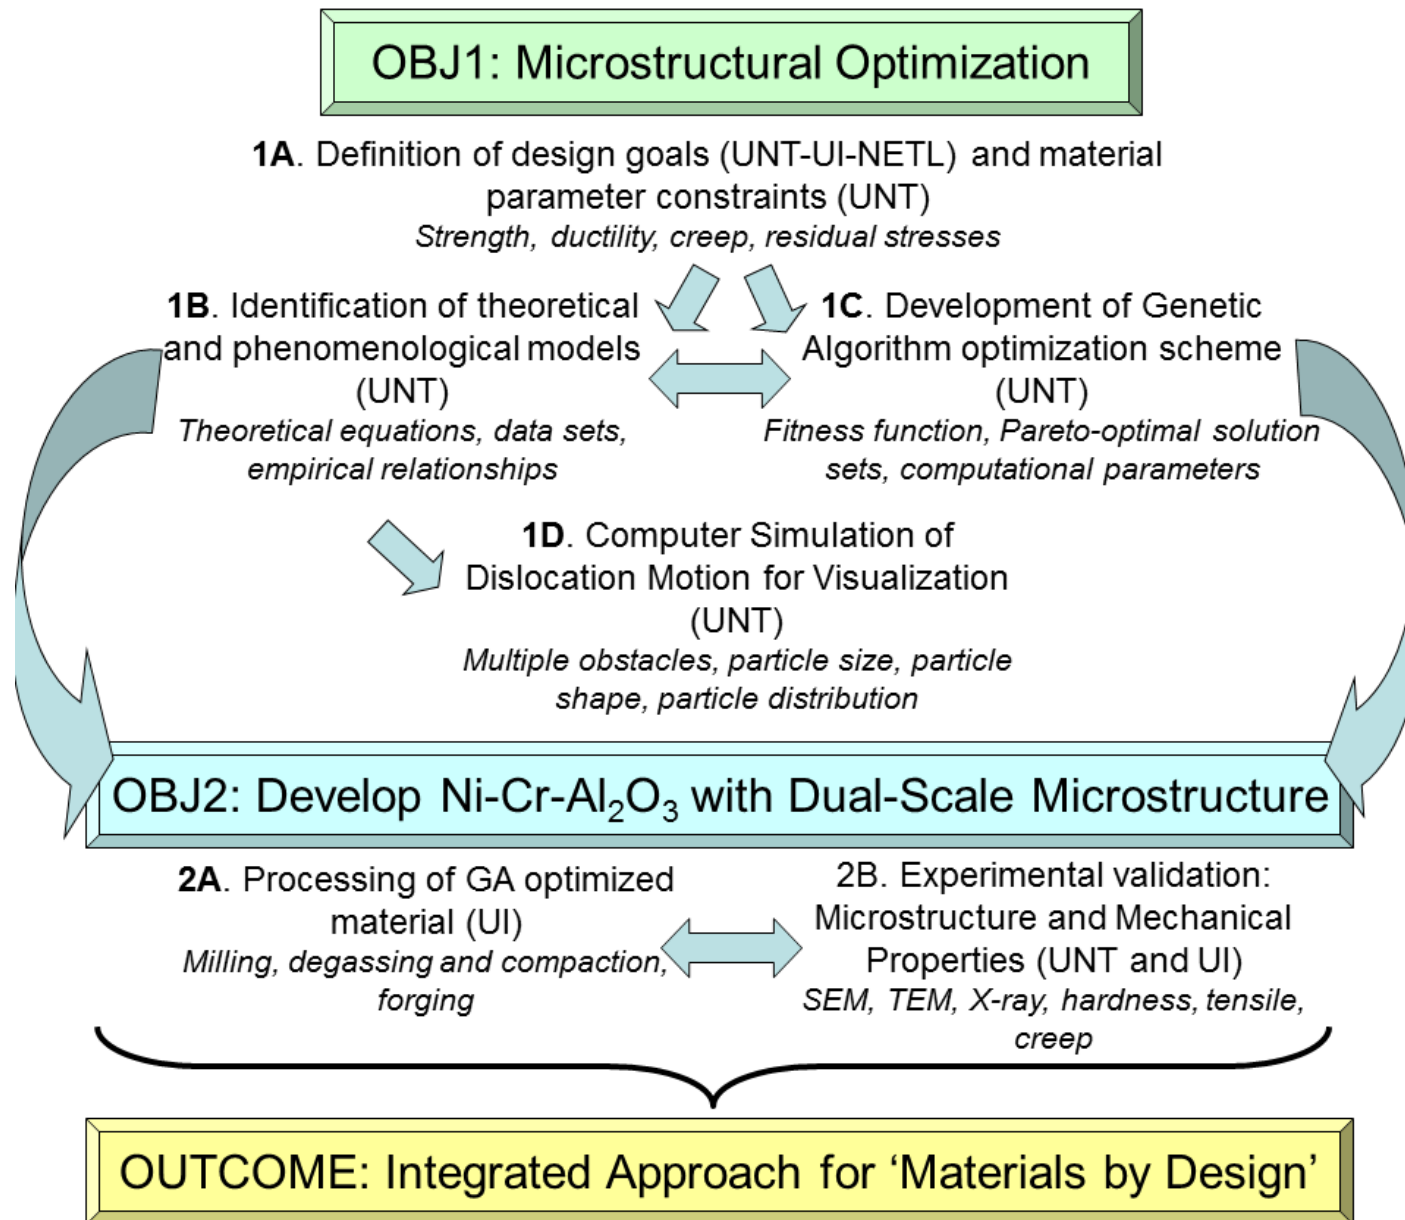 OBJ1: Microstructural Optimization
1A. Definition of design goals (UNT-UI-NETL) and material
parameter constraints (UNT)
Strength, ductility, creep, residual stresses
1B. Identification of theoretical
and phenomenological models
(UNT)
Theoretical equations, data sets,
empirical relationships
1C. Development of Genetic
Algorithm optimization scheme
(UNT)
Fitness function, Pareto-optimal solution
sets, computational parameters
1D. Computer Simulation of
Dislocation Motion for Visualization
(UNT)
Multiple obstacles, particle size, particle
shape, particle distribution
OBJ2: Develop Ni-Cr-Al₂O₃ with Dual-Scale Microstructure
2A. Processing of GA optimized
material (UI)
Milling, degassing and compaction,
forging
2B. Experimental validation:
Microstructure and Mechanical
Properties (UNT and UI)
SEM, TEM, X-ray, hardness, tensile,
creep
OUTCOME: Integrated Approach for ‘Materials by Design’